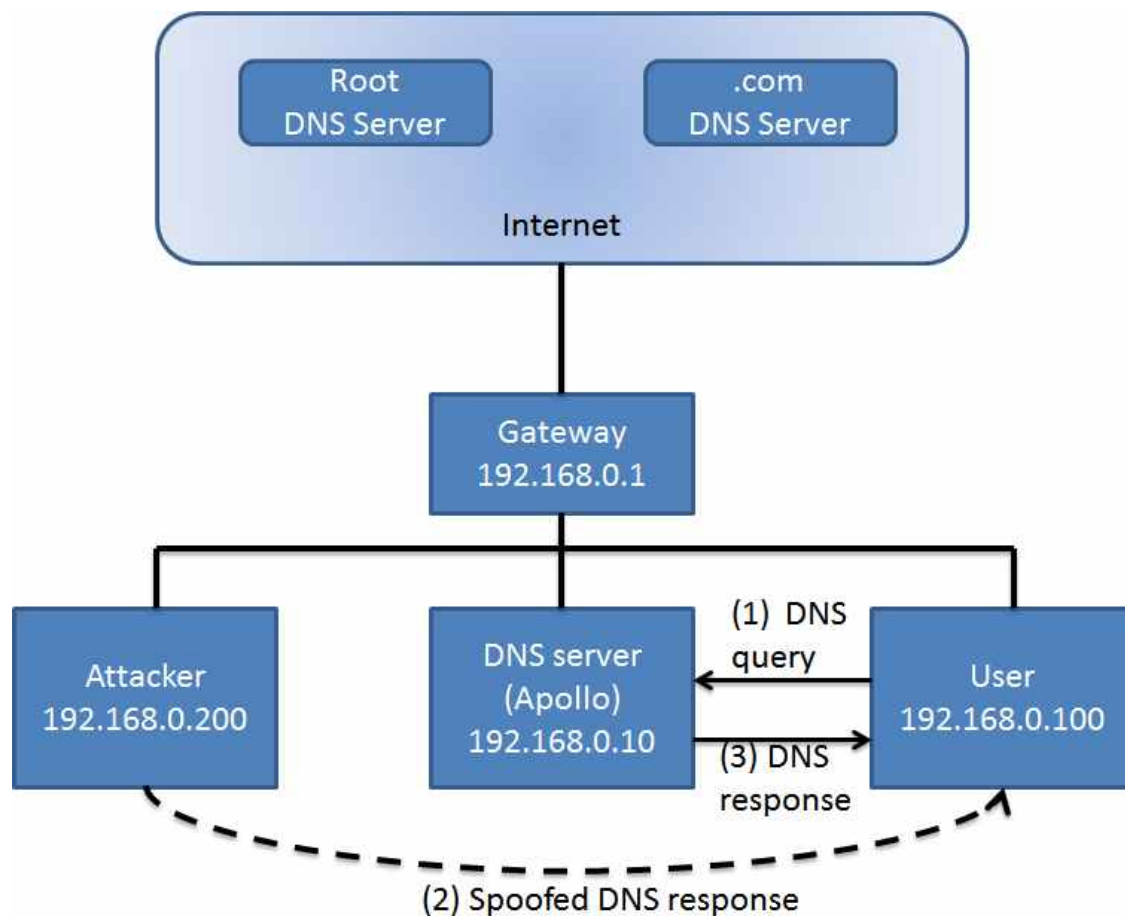 Root
DNS Server
.com
DNS Server
Internet
Gateway
192.168.0.1
Attacker
192.168.0.200
DNS server
(Apollo)
192.168.0.10
(1) DNS
query
(3) DNS
response
User
192.168.0.100
(2) Spoofed DNS response